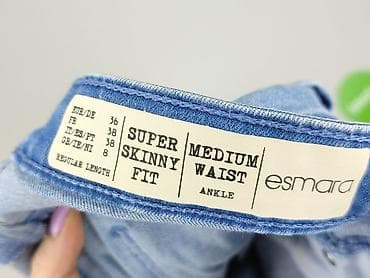 EUR/DE 36
FR 38
IT/ES/PT 38
GB/IE/NI 8
REGULAR LENGTH
SUPER
SKINNY
FIT
MEDIUM
WAIST
ANKLE
esmara